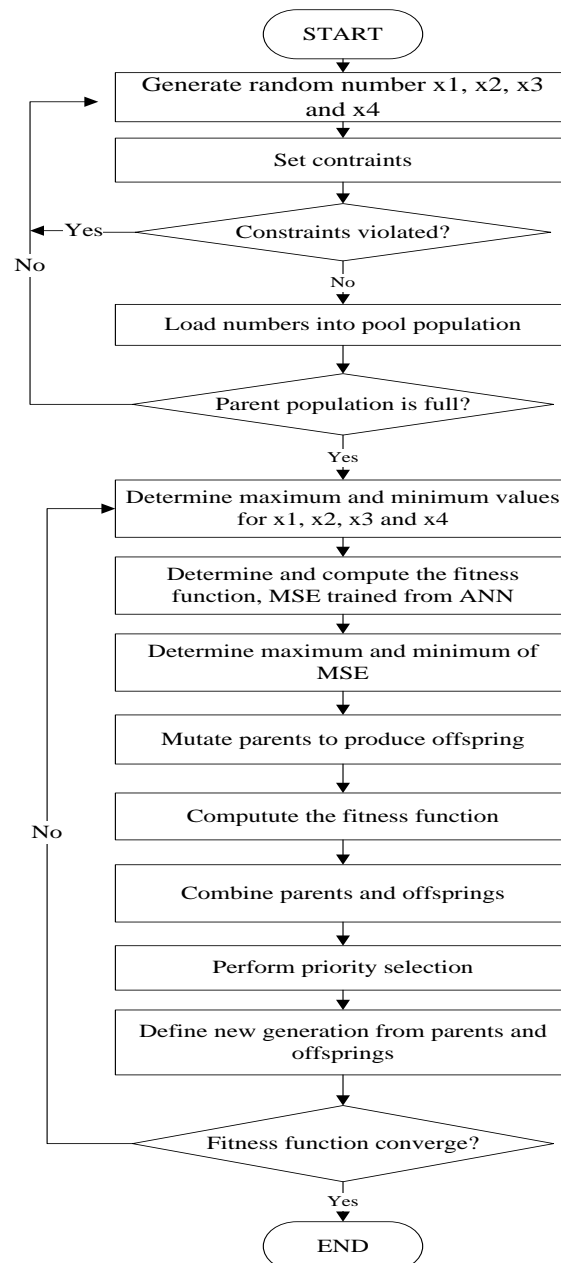 START
Generate random number x1, x2, x3
and x4
Set contraints
Constraints violated?
Yes
No
No
Load numbers into pool population
Parent population is full?
Yes
Determine maximum and minimum values
for x1, x2, x3 and x4
Determine and compute the fitness
function, MSE trained from ANN
Determine maximum and minimum of
MSE
Mutate parents to produce offspring
Computute the fitness function
No
Combine parents and offsprings
Perform priority selection
Define new generation from parents and
offsprings
Fitness function converge?
Yes
END